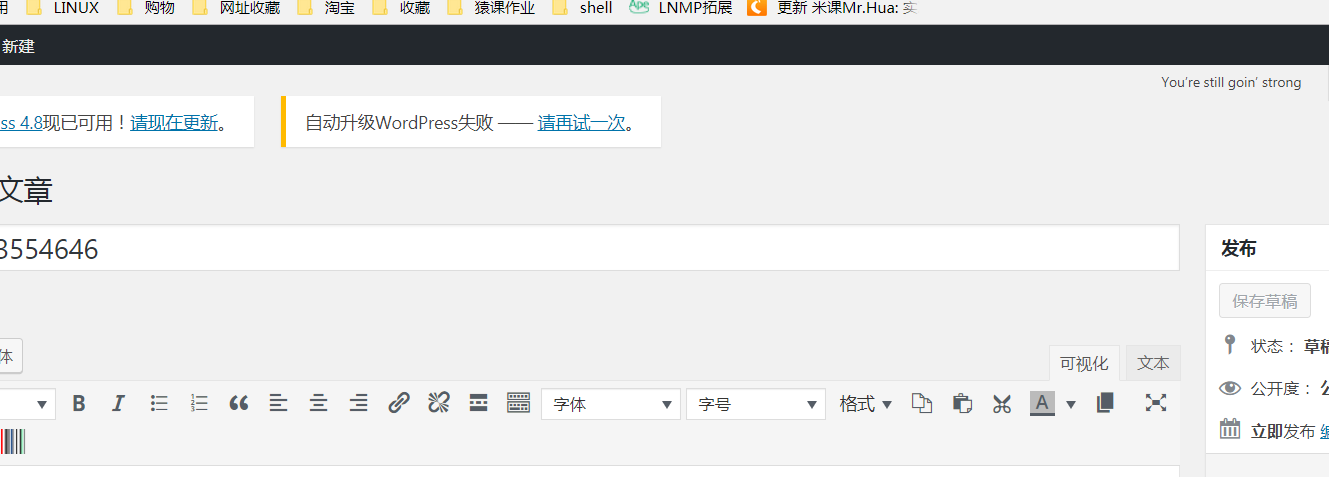 用 LINUX 购物 网址收藏 淘宝 收藏 猿课作业 shell LNMP拓展 更新 米课Mr.Hua: 实
新建
You're still goin' strong
ss 4.8现已可用！请现在更新。 自动升级WordPress失败 —— 请再试一次。
文章
3554646
发布
保存草稿
体 可视化 文本
状态： 草稿
公开度： 公
B I 字体 字号 格式 A
立即发布 编